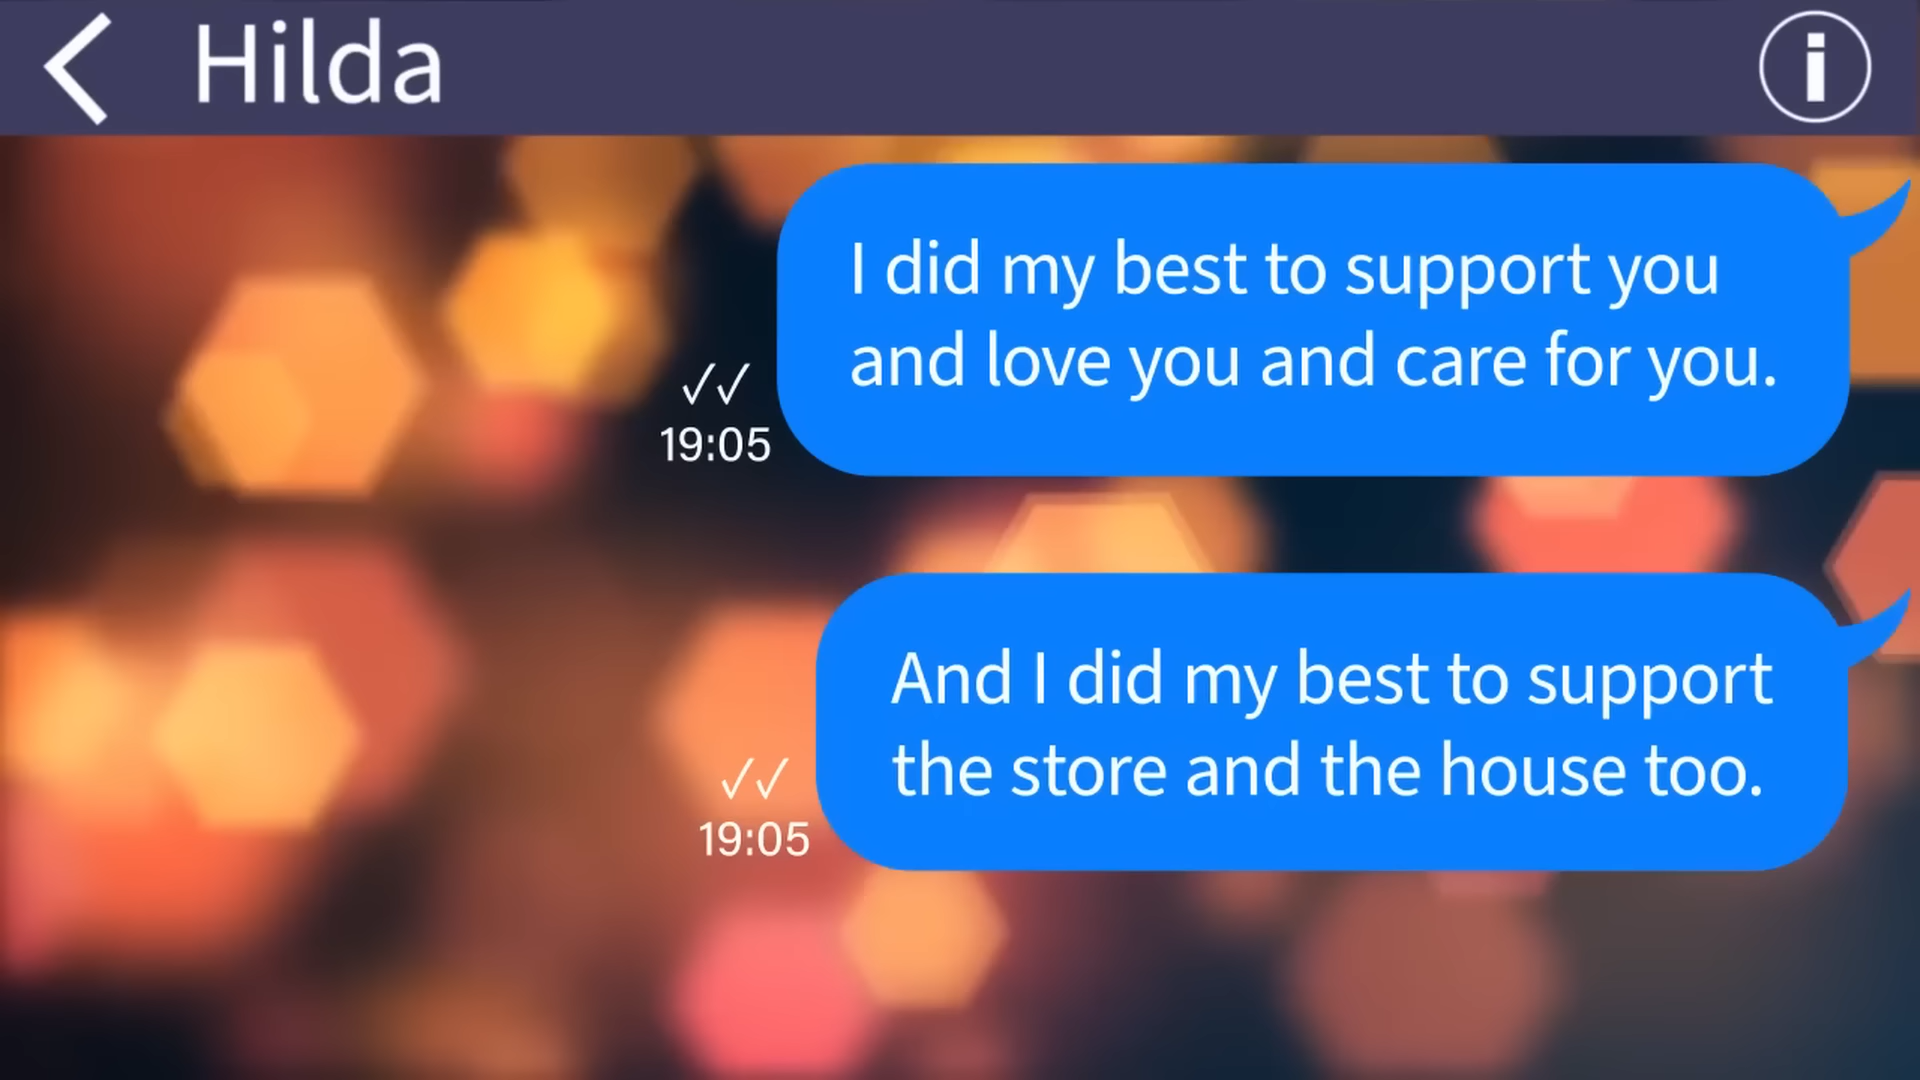 Hilda
I did my best to support you
and love you and care for you.
✓✓
19:05
And I did my best to support
the store and the house too.
✓✓
19:05